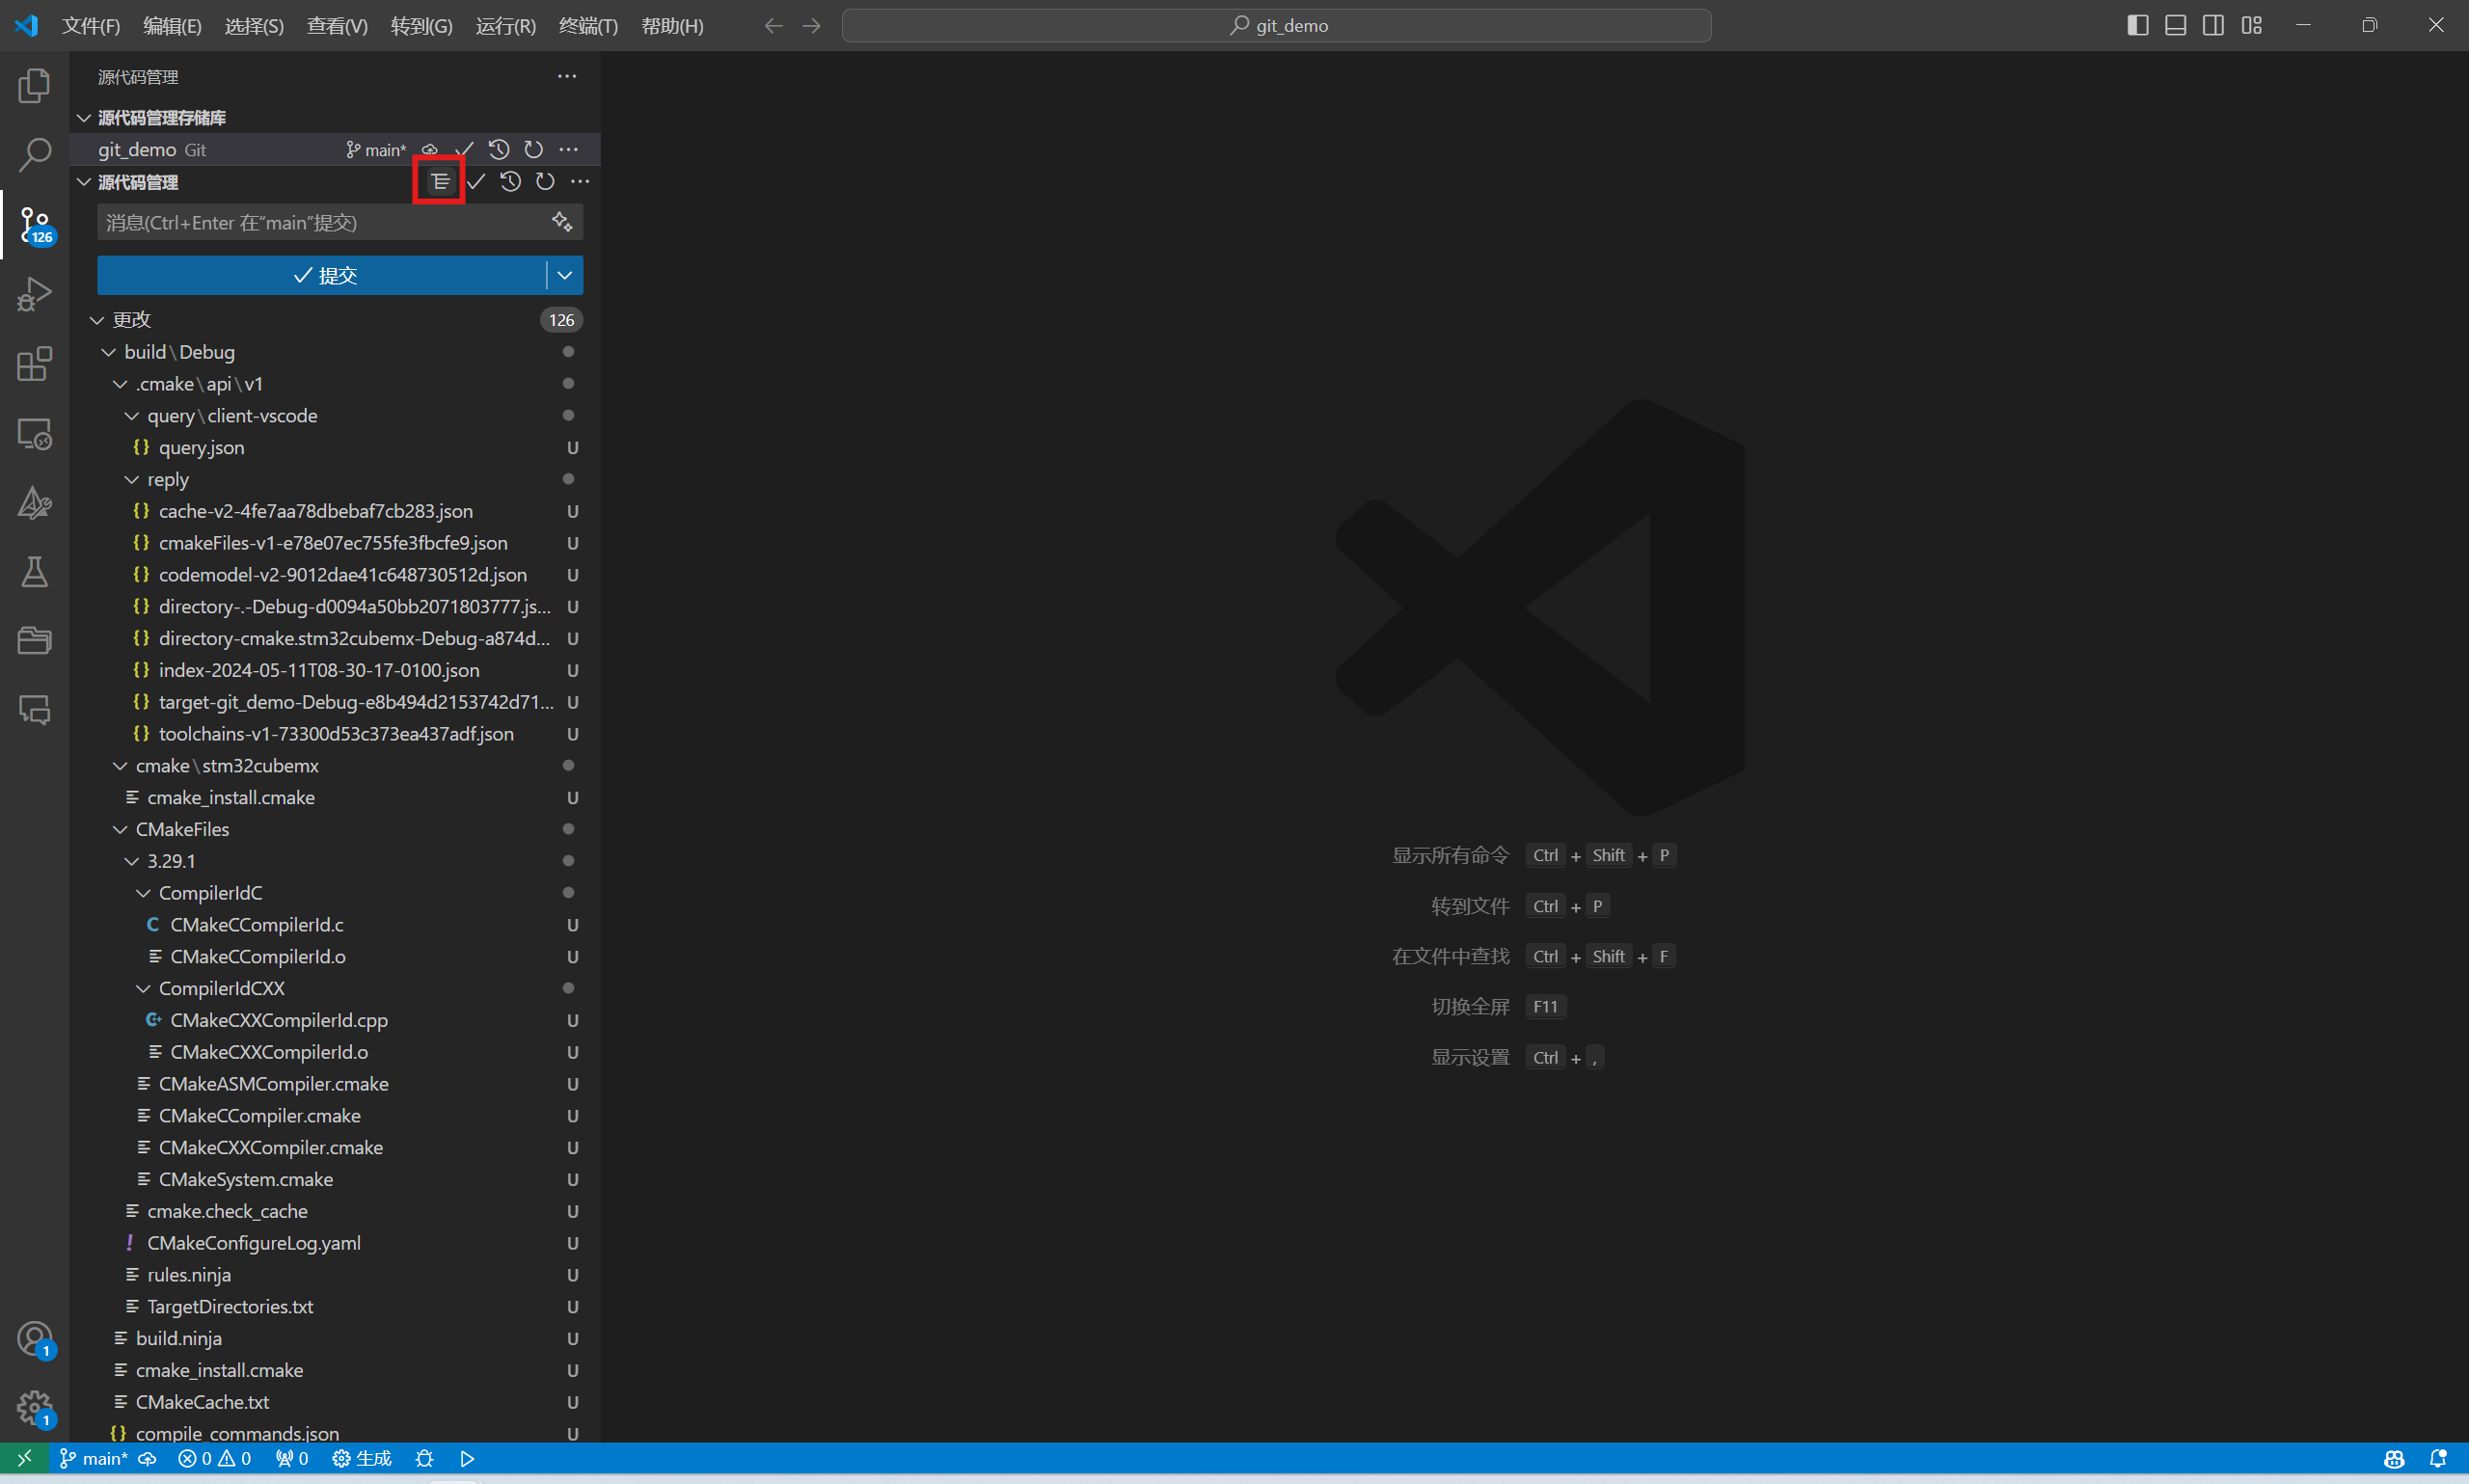 文件(F) 编辑(E) 选择(S) 查看(V) 转到(G) 运行(R) 终端(T) 帮助(H) git_demo
源代码管理
源代码管理存储库
git_demo Git main*
源代码管理
消息(Ctrl+Enter 在“main”提交)
126
提交
更改 126
build\Debug
.cmake\api\v1
query\client-vscode
query.json U
reply
cache-v2-4fe7aa78dbebaf7cb283.json U
cmakeFiles-v1-e78e07ec755fe3fbcfe9.json U
codemodel-v2-9012dae41c648730512d.json U
directory-.-Debug-d0094a50bb2071803777.js... U
directory-cmake.stm32cubemx-Debug-a874d... U
index-2024-05-11T08-30-17-0100.json U
target-git_demo-Debug-e8b494d2153742d71... U
toolchains-v1-73300d53c373ea437adf.json U
cmake\stm32cubemx
cmake_install.cmake U
CMakeFiles
3.29.1
CompilerIdC
CMakeCCompilerId.c U
CMakeCCompilerId.o U
CompilerIdCXX
CMakeCXXCompilerId.cpp U
CMakeCXXCompilerId.o U
CMakeASMCompiler.cmake U
CMakeCCompiler.cmake U
CMakeCXXCompiler.cmake U
CMakeSystem.cmake U
cmake.check_cache U
CMakeConfigureLog.yaml U
rules.ninja U
TargetDirectories.txt U
build.ninja U
cmake_install.cmake U
CMakeCache.txt U
compile_commands.json U
1
1
显示所有命令 Ctrl + Shift + P
转到文件 Ctrl + P
在文件中查找 Ctrl + Shift + F
切换全屏 F11
显示设置 Ctrl + ,
main* 0 0 0 生成